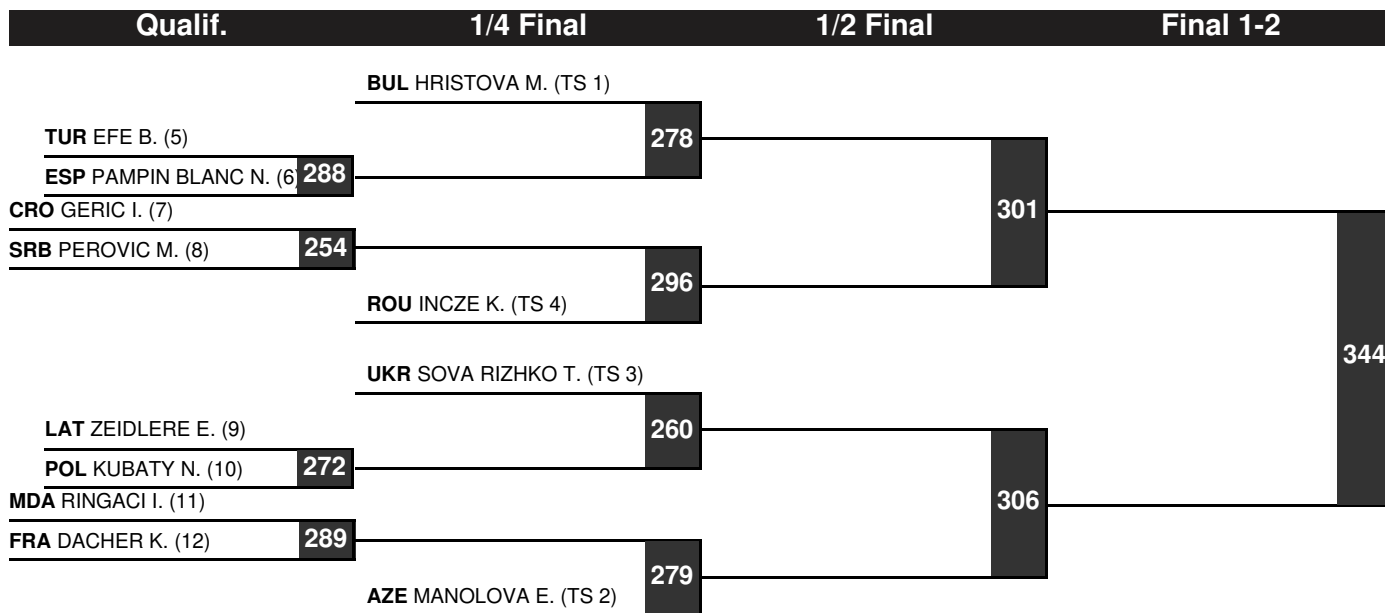 Qualif. 1/4 Final 1/2 Final Final 1-2
BUL HRISTOVA M. (TS 1)
TUR EFE B. (5)
278
ESP PAMPIN BLANC N. (6) 288
CRO GERIC I. (7)
301
SRB PEROVIC M. (8) 254
296
ROU INCZE K. (TS 4)
344
UKR SOVA RIZHKO T. (TS 3)
LAT ZEIDLERE E. (9)
260
POL KUBATY N. (10) 272
MDA RINGACI I. (11)
306
FRA DACHER K. (12) 289
279
AZE MANOLOVA E. (TS 2)